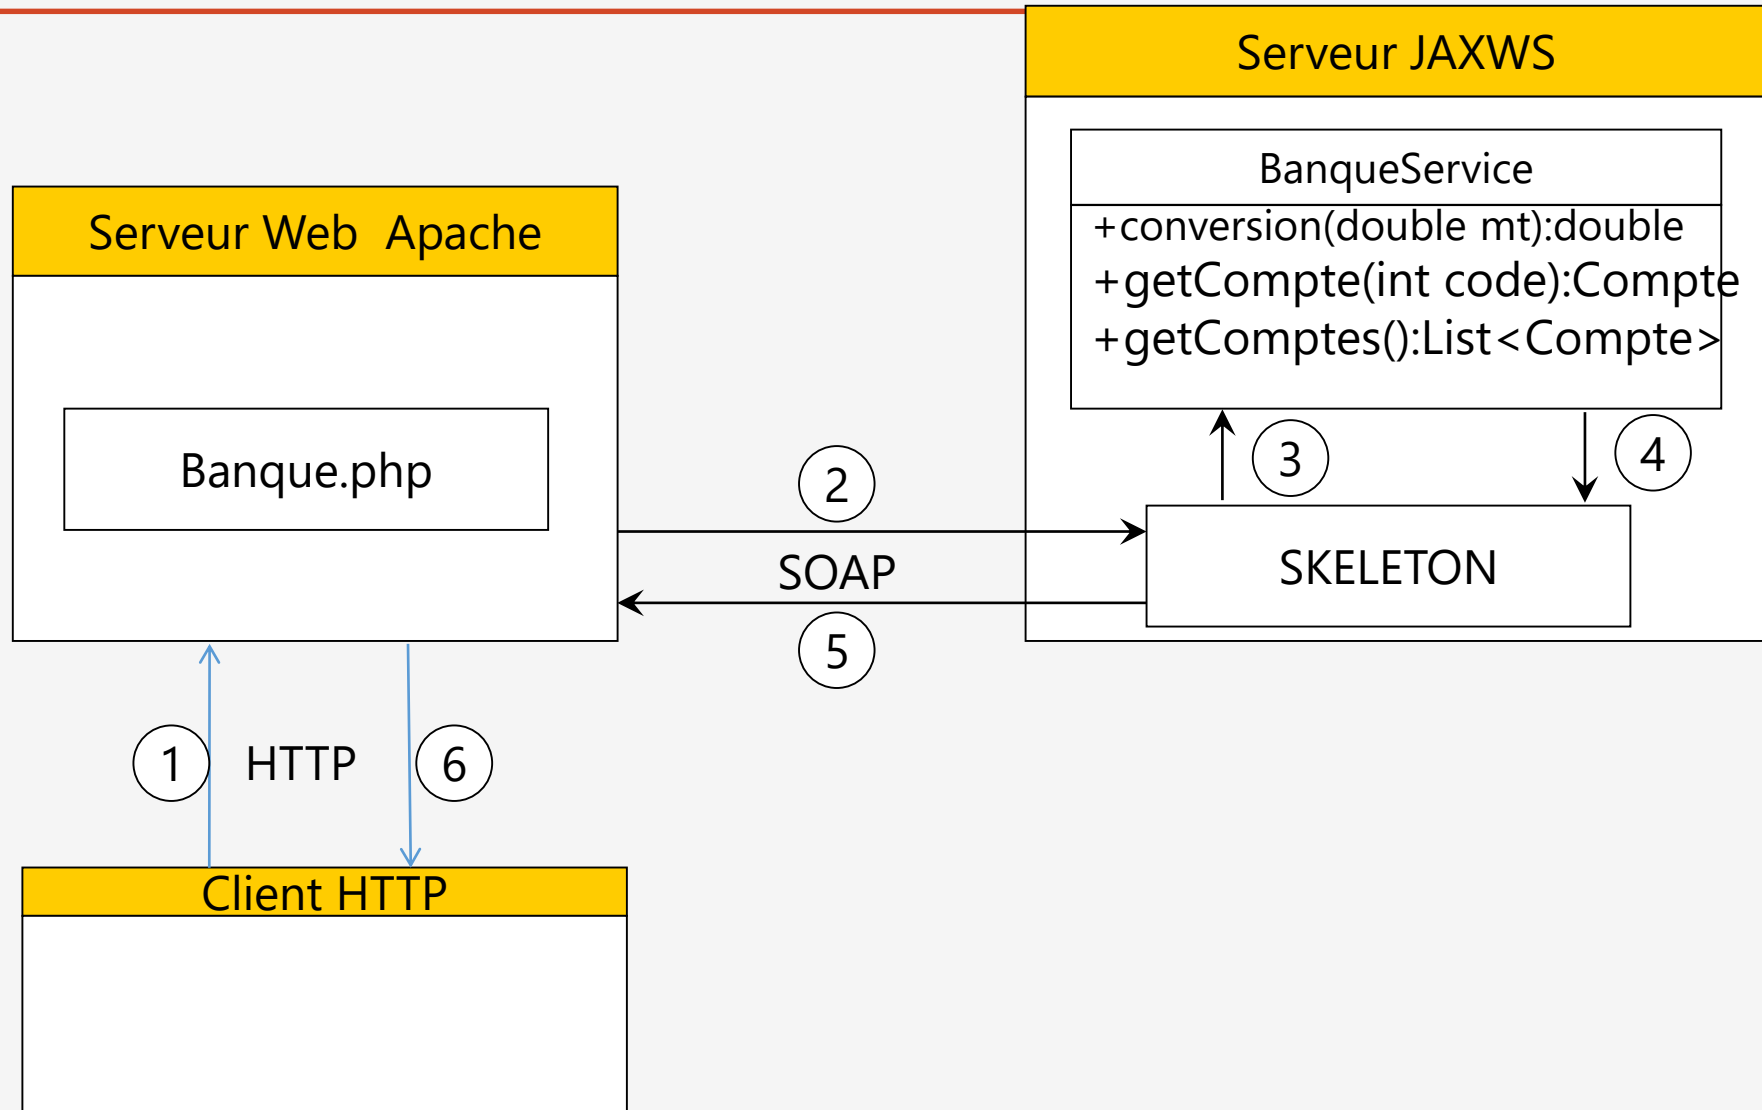 Serveur JAXWS
BanqueService
+conversion(double mt):double
+getCompte(int code):Compte
+getComptes():List<Compte>
3
4
SKELETON
Serveur Web  Apache
Banque.php
2
SOAP
5
1
HTTP
6
Client HTTP